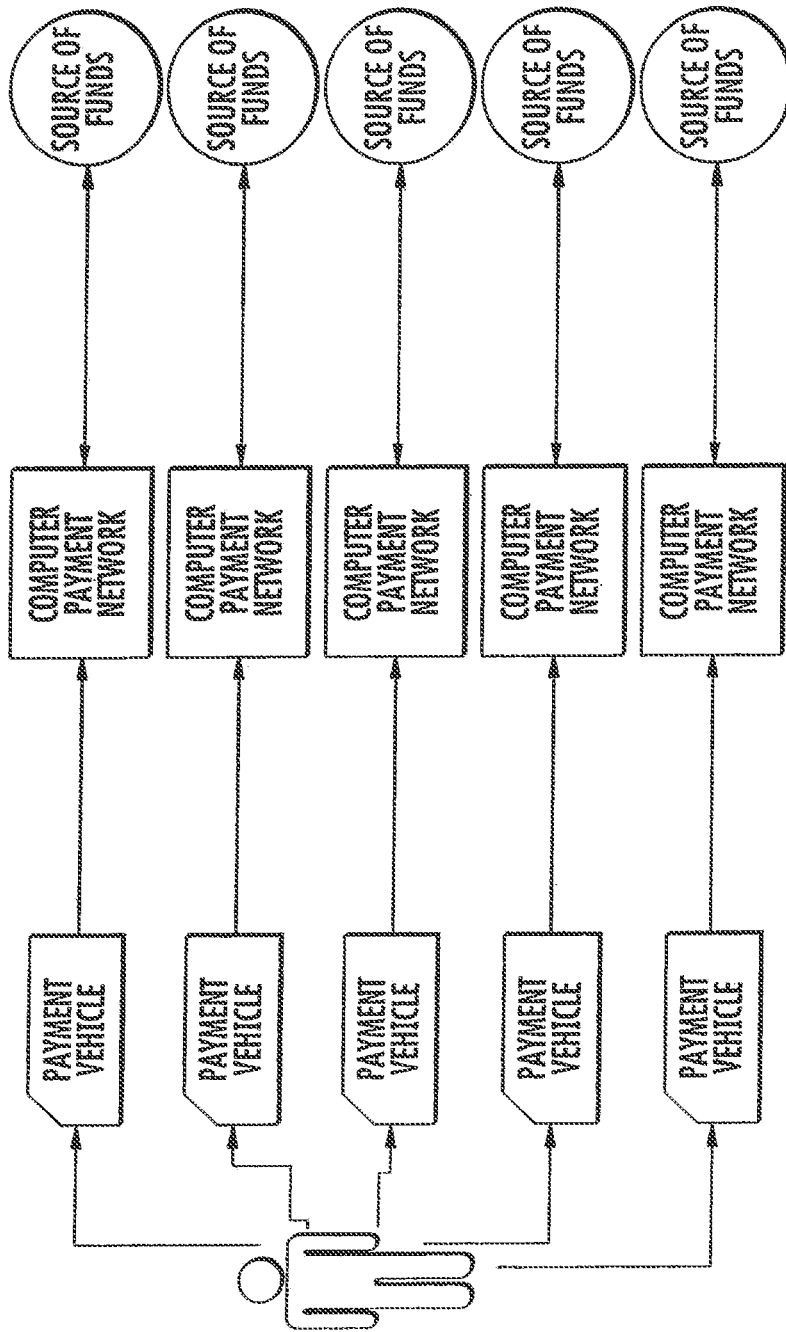 PAYMENT
VEHICLE
COMPUTER
PAYMENT
NETWORK
SOURCE OF
FUNDS
PAYMENT
VEHICLE
COMPUTER
PAYMENT
NETWORK
SOURCE OF
FUNDS
PAYMENT
VEHICLE
COMPUTER
PAYMENT
NETWORK
SOURCE OF
FUNDS
PAYMENT
VEHICLE
COMPUTER
PAYMENT
NETWORK
SOURCE OF
FUNDS
PAYMENT
VEHICLE
COMPUTER
PAYMENT
NETWORK
SOURCE OF
FUNDS